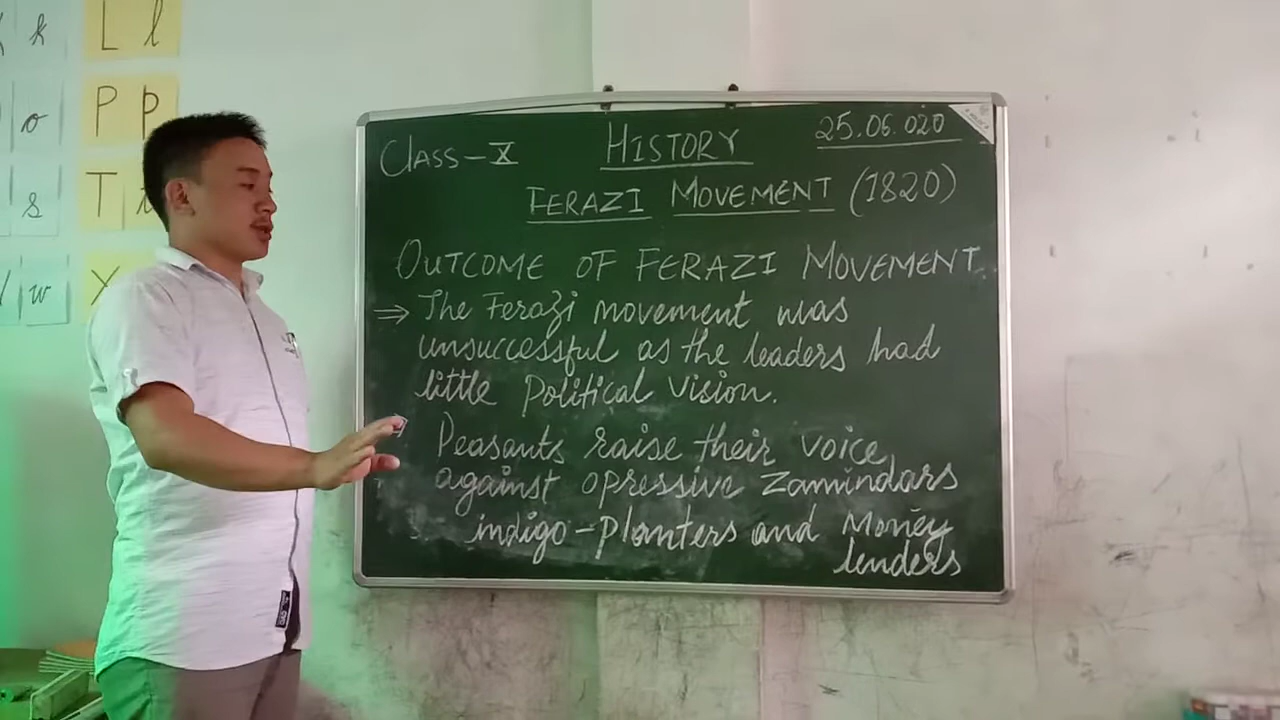 k L l
o P p
s T t
w X
Class-X HISTORY 25.06.020
FERAZI MOVEMENT (1820)
OUTCOME OF FERAZI MOVEMENT
⇒ The Ferazi movement was
unsuccessful as the leaders had
little Political Vision.
Peasants raise their voice
against opressive Zamindars
indigo-Planters and Money
lenders